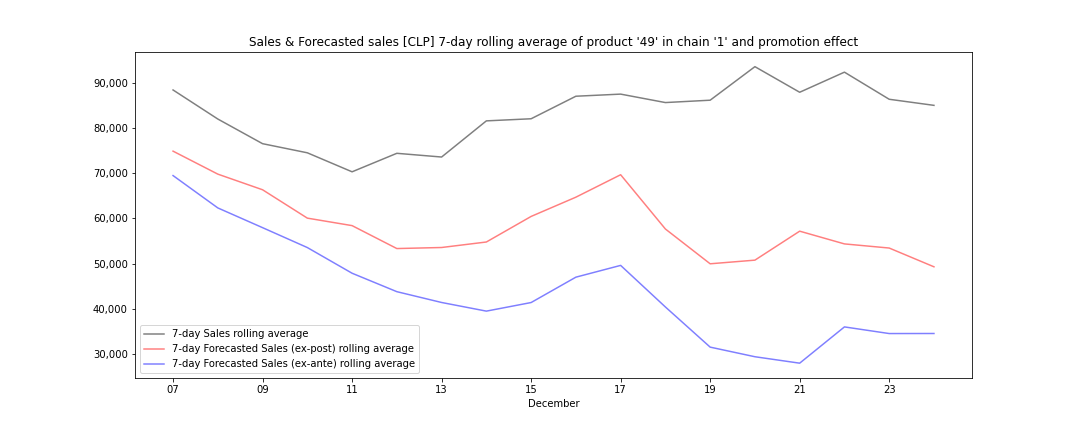 Sales & Forecasted sales [CLP] 7-day rolling average of product '49' in chain '1' and promotion effect
90,000
80,000
70,000
60,000
50,000
40,000
30,000
7-day Sales rolling average
7-day Forecasted Sales (ex-post) rolling average
7-day Forecasted Sales (ex-ante) rolling average
07 09 11 13 15 17 19 21 23
December